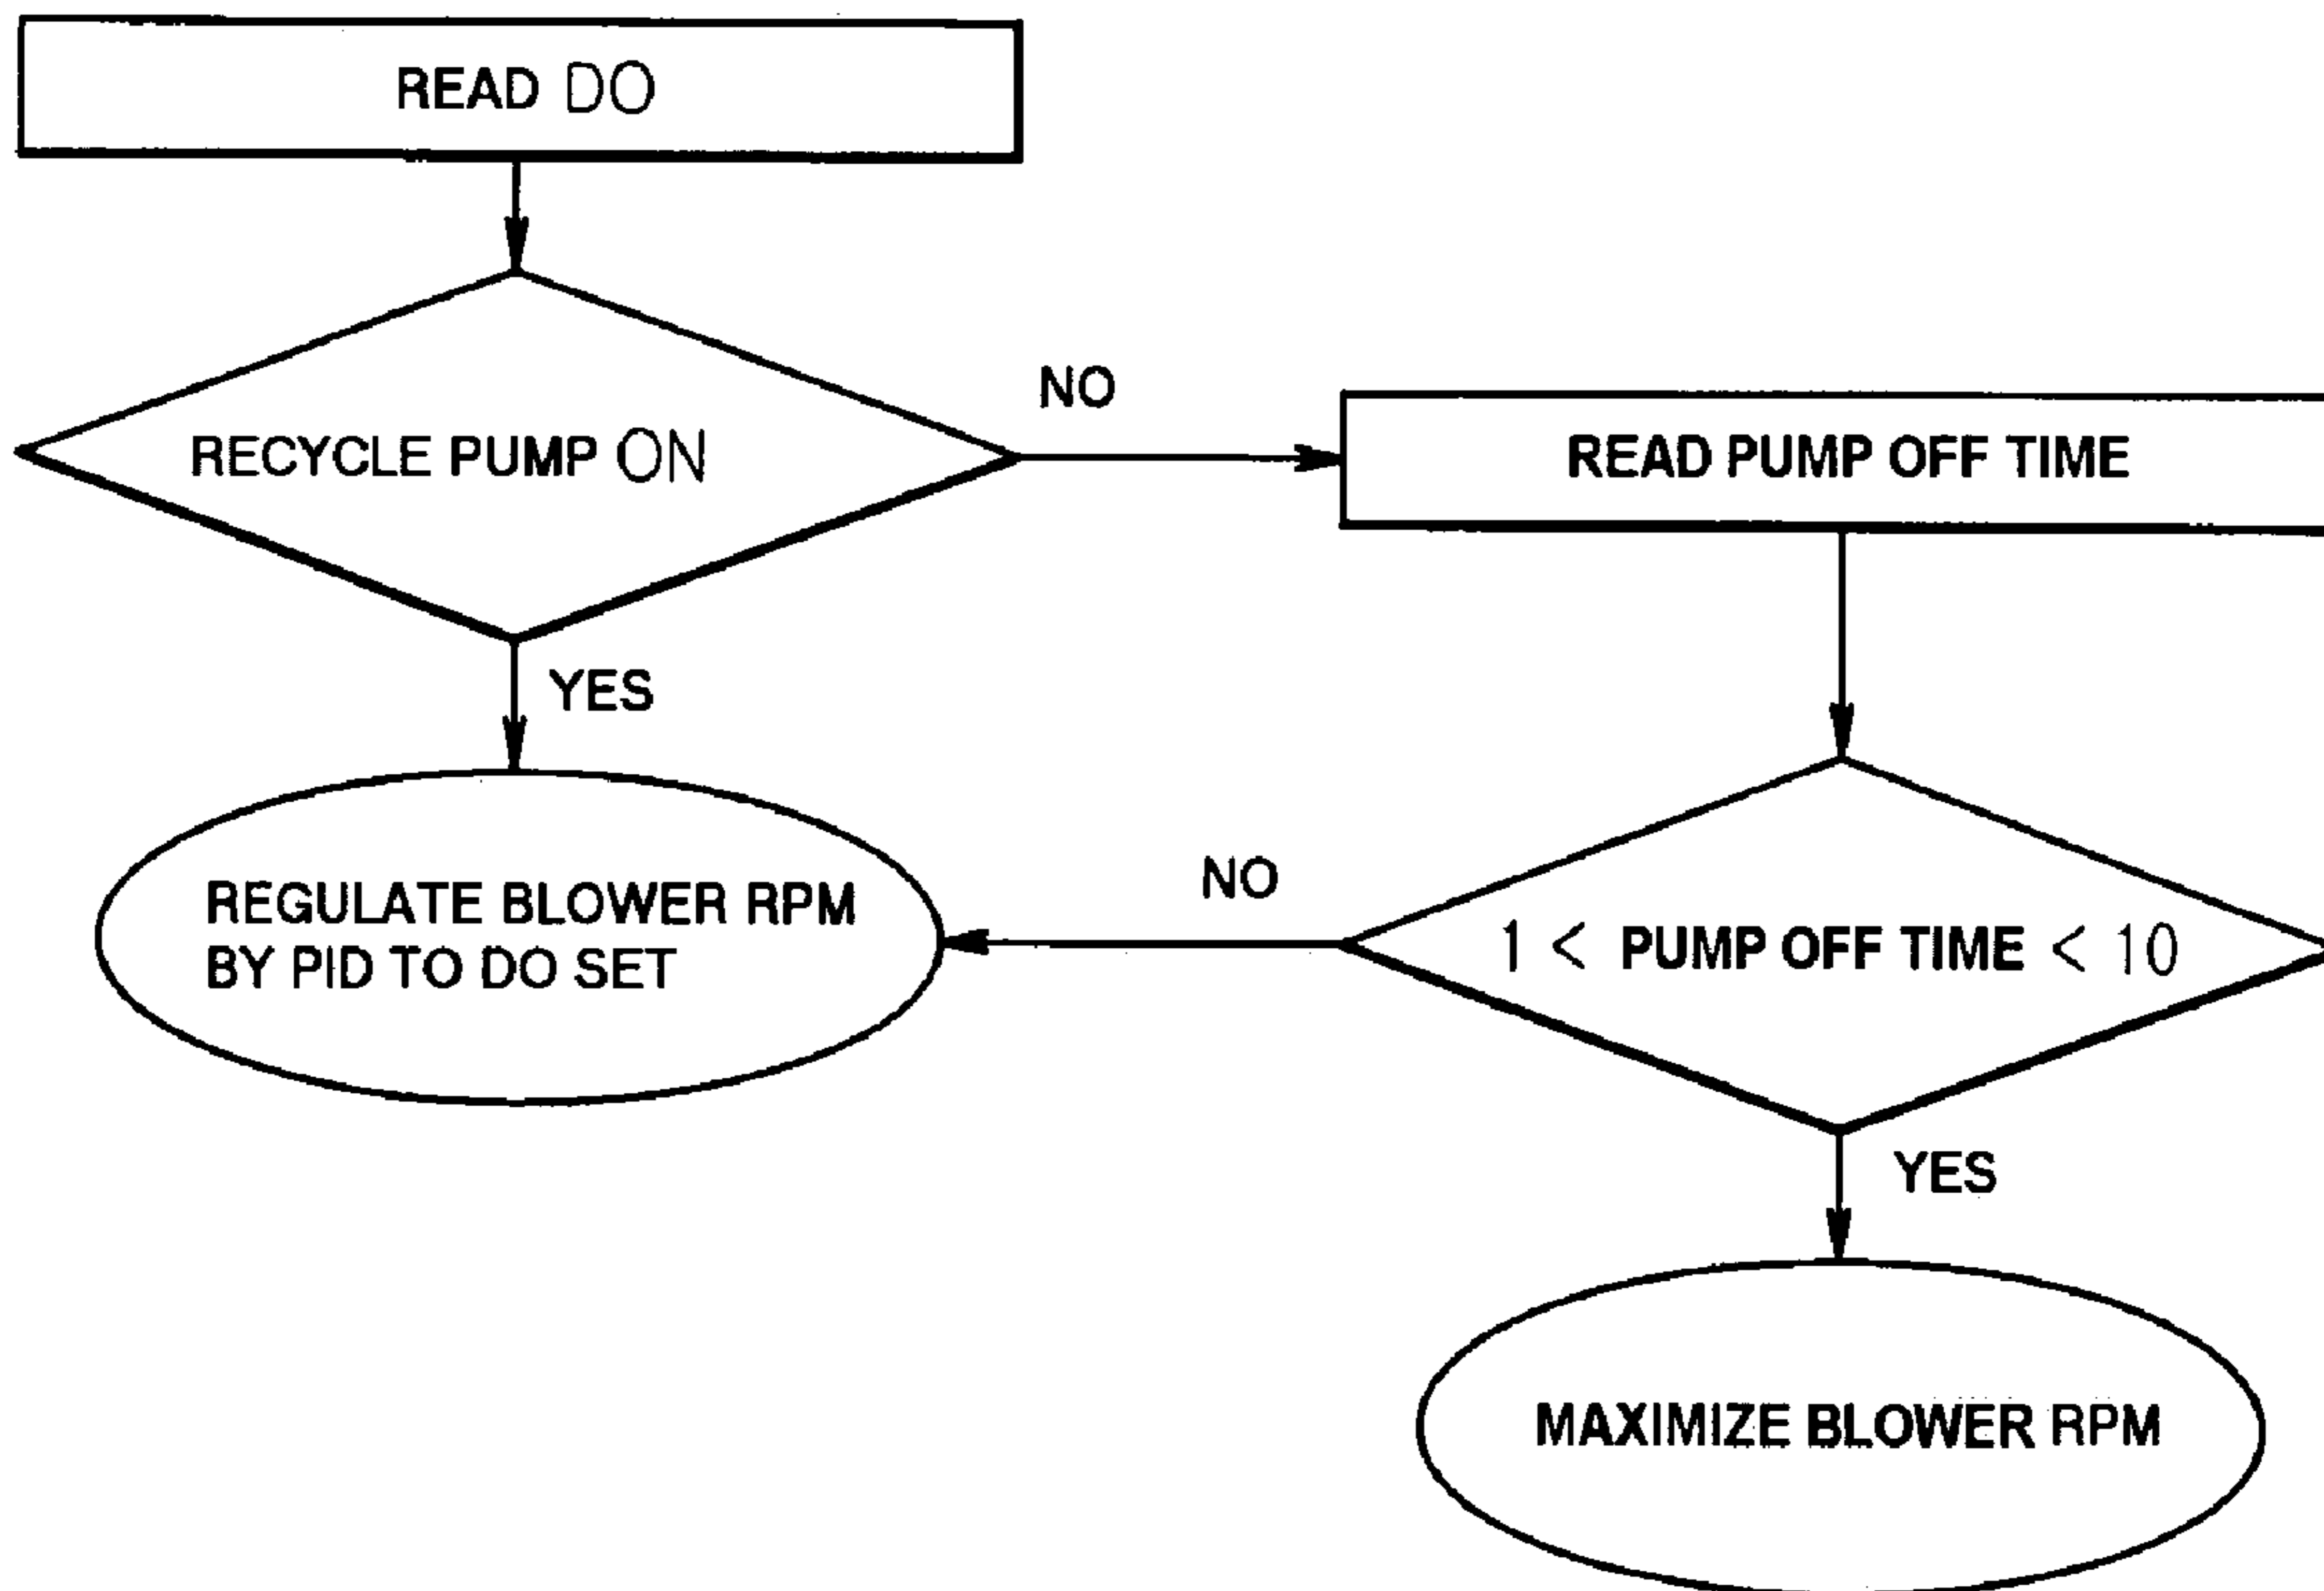 READ DO
RECYCLE PUMP ON
NO
READ PUMP OFF TIME
YES
REGULATE BLOWER RPM
BY PID TO DO SET
NO
1 < PUMP OFF TIME < 10
YES
MAXIMIZE BLOWER RPM